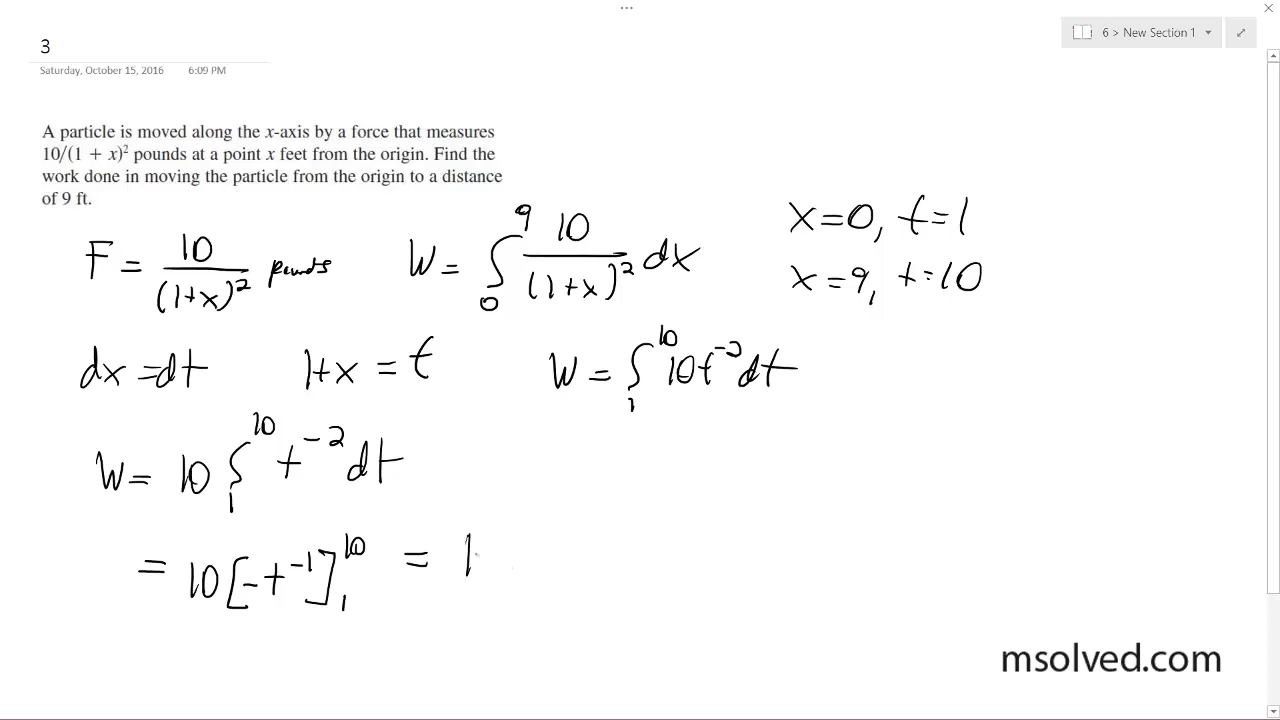 6 > New Section 1
3
Saturday, October 15, 2016 6:09 PM
A particle is moved along the x-axis by a force that measures
10/(1 + x)² pounds at a point x feet from the origin. Find the
work done in moving the particle from the origin to a distance
of 9 ft.
F = 10/(1+x)² pounds W = ∫₀⁹ 10/(1+x)² dx x=0, t=1
x=9, t=10
dx = dt 1+x = t W = ∫₁¹⁰ 10t⁻² dt
W = 10 ∫₁¹⁰ t⁻² dt
= 10[-t⁻¹]₁¹⁰ = 1
msolved.com